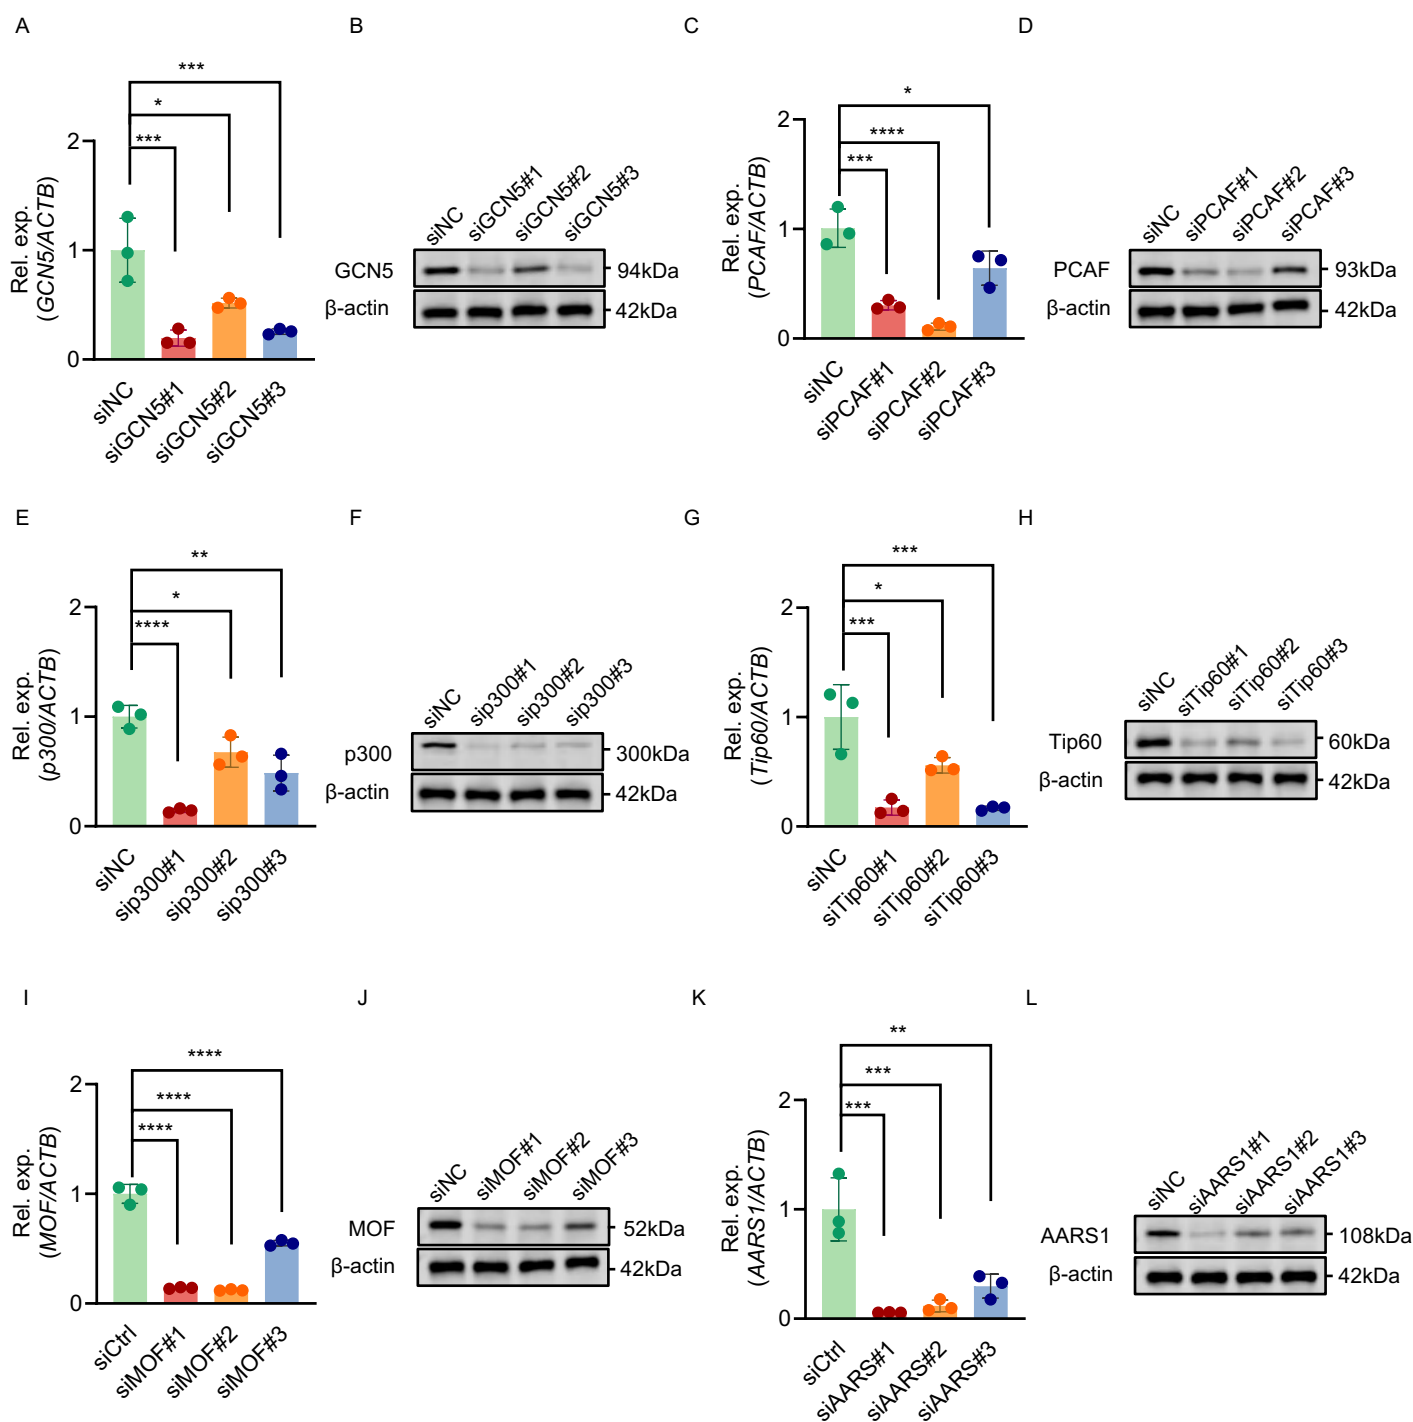 A
B
C
D
***
*
***
2
1
0
Rel. exp.
(GCN5/ACTB)
siNC
siGCN5#1
siGCN5#2
siGCN5#3
siNC
siGCN5#1
siGCN5#2
siGCN5#3
GCN5
94kDa
β-actin
42kDa
*
****
***
2
1
0
Rel. exp.
(PCAF/ACTB)
siNC
siPCAF#1
siPCAF#2
siPCAF#3
siNC
siPCAF#1
siPCAF#2
siPCAF#3
PCAF
93kDa
β-actin
42kDa
E
F
G
H
**
*
****
2
1
0
Rel. exp.
(p300/ACTB)
siNC
sip300#1
sip300#2
sip300#3
siNC
sip300#1
sip300#2
sip300#3
p300
300kDa
β-actin
42kDa
***
*
***
2
1
0
Rel. exp.
(Tip60/ACTB)
siNC
siTip60#1
siTip60#2
siTip60#3
siNC
siTip60#1
siTip60#2
siTip60#3
Tip60
60kDa
β-actin
42kDa
I
J
K
L
****
****
****
2
1
0
Rel. exp.
(MOF/ACTB)
siCtrl
siMOF#1
siMOF#2
siMOF#3
siNC
siMOF#1
siMOF#2
siMOF#3
MOF
52kDa
β-actin
42kDa
**
***
***
2
1
0
Rel. exp.
(AARS1/ACTB)
siCtrl
siAARS#1
siAARS#2
siAARS#3
siNC
siAARS1#1
siAARS1#2
siAARS1#3
AARS1
108kDa
β-actin
42kDa